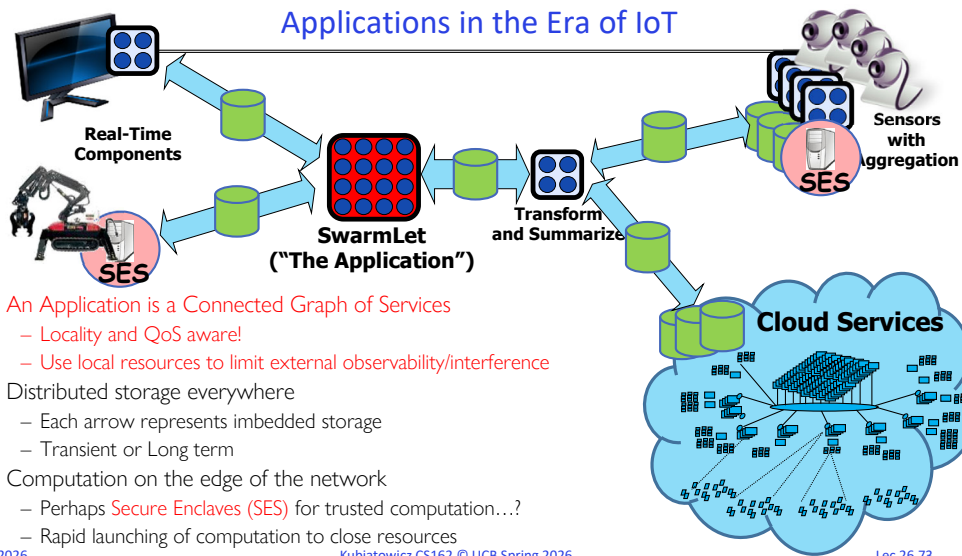 Applications in the Era of IoT
Real-Time
Components
Sensors
with
Aggregation
SES
SES
SwarmLet
("The Application")
Transform
and Summarize
Cloud Services
An Application is a Connected Graph of Services
– Locality and QoS aware!
– Use local resources to limit external observability/interference
Distributed storage everywhere
– Each arrow represents imbedded storage
– Transient or Long term
Computation on the edge of the network
– Perhaps Secure Enclaves (SES) for trusted computation…?
– Rapid launching of computation to close resources
2026
Kubiatowicz CS162 © UCB Spring 2026
Lec 26.73